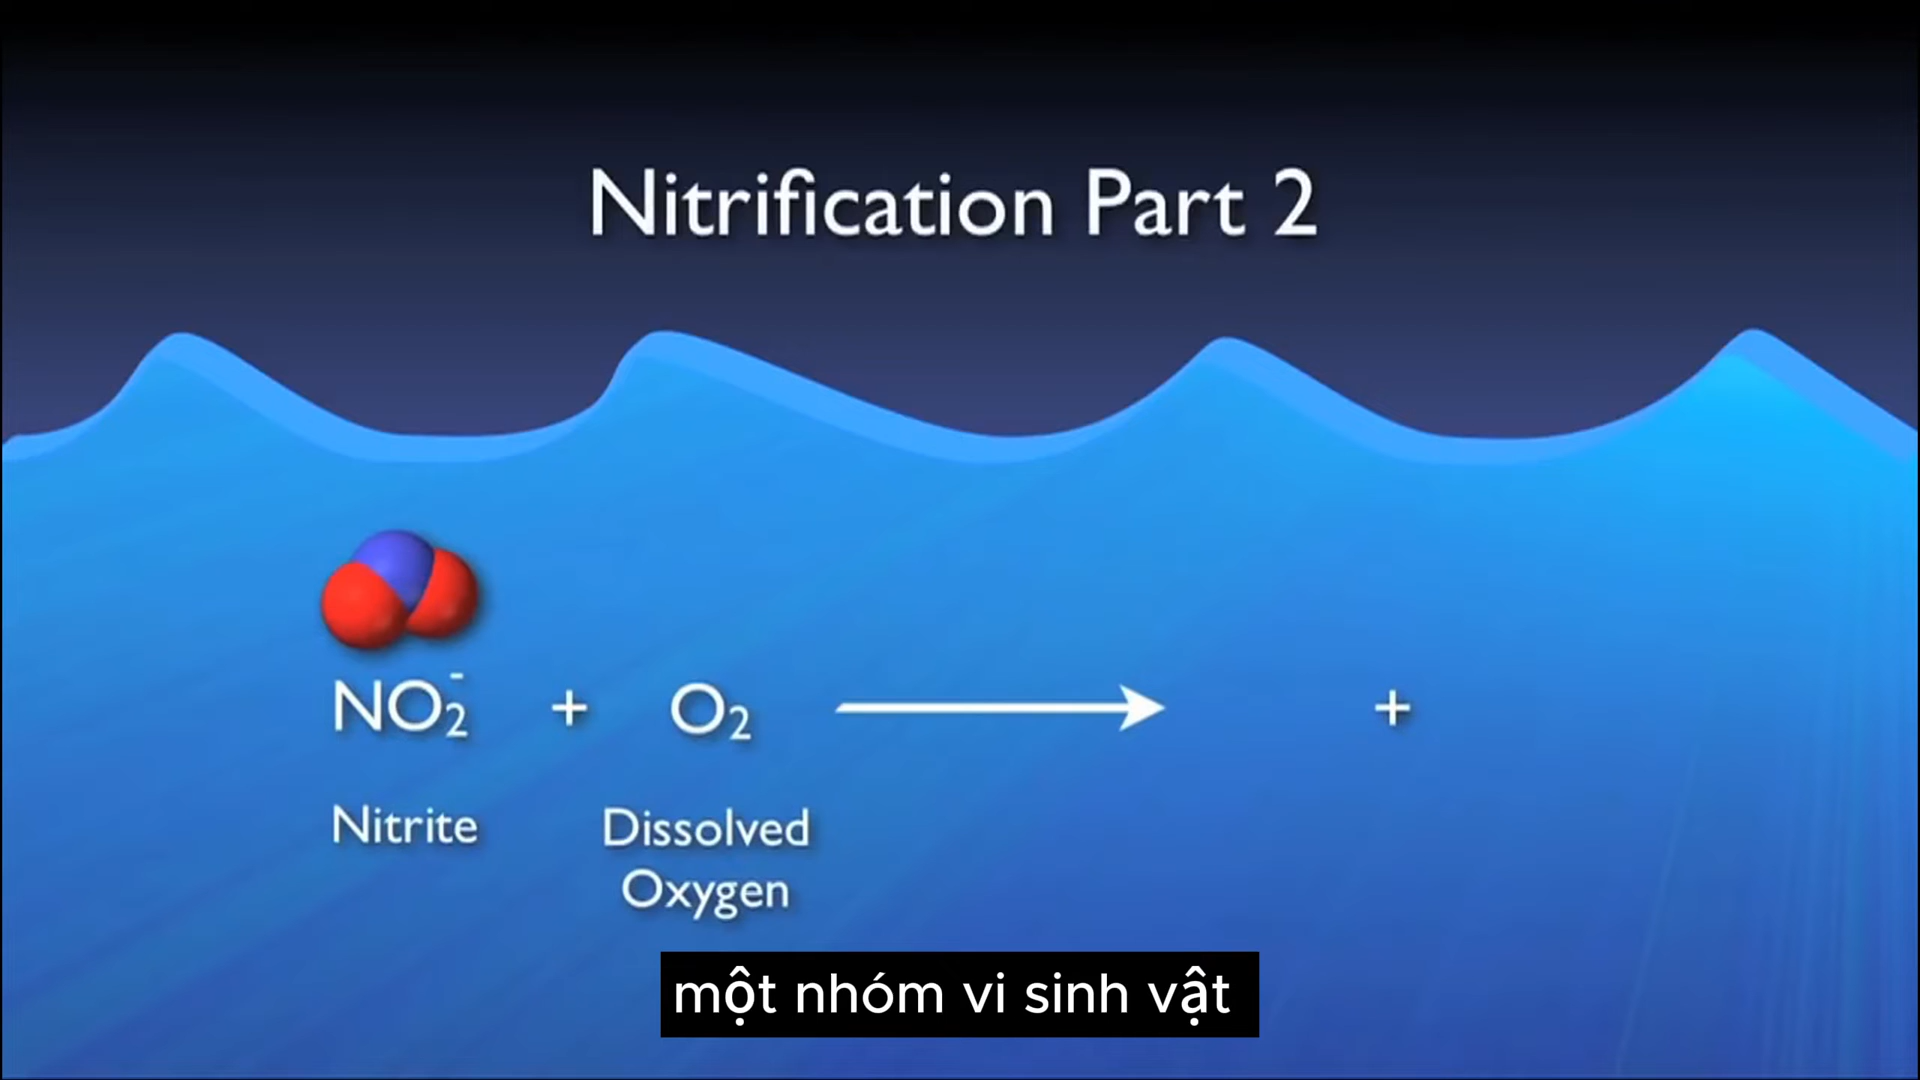 Nitrification Part 2
NO₂⁻ + O₂ → +
Nitrite Dissolved
Oxygen
một nhóm vi sinh vật